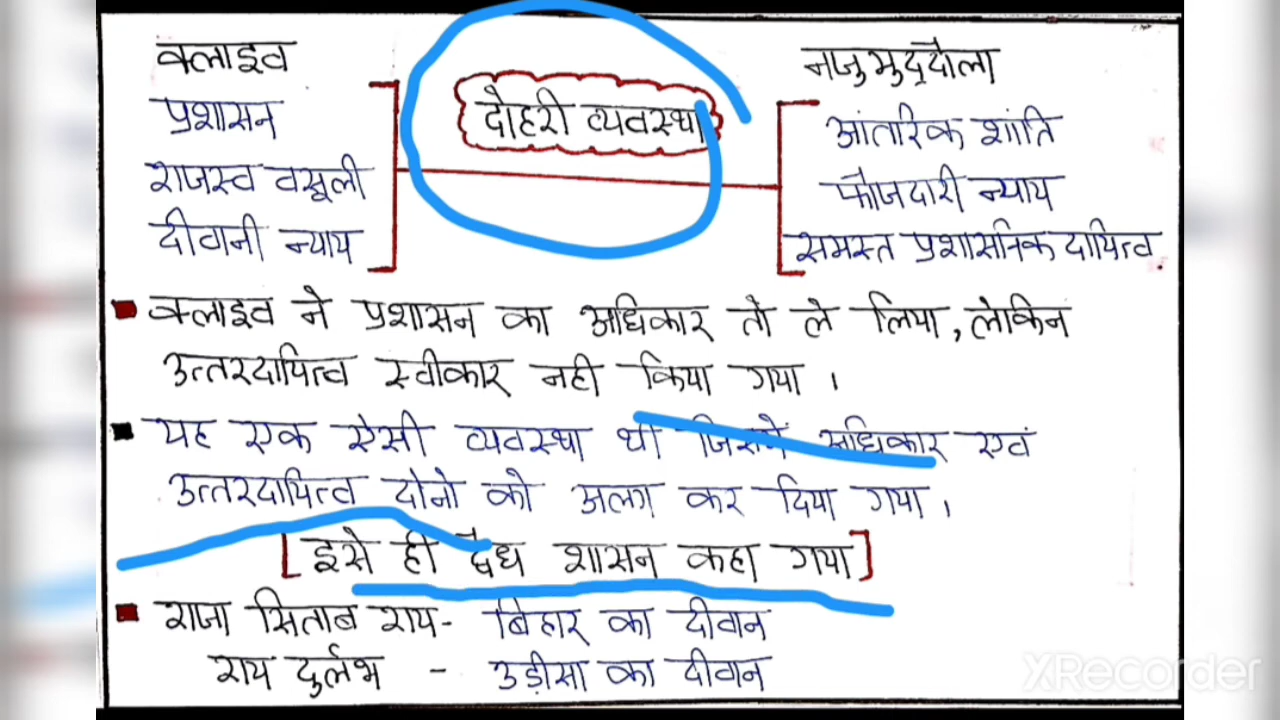 क्लाइव
प्रशासन
राजस्व वसूली
दीवानी न्याय
दोहरी व्यवस्था
नजुमुद्दौला
आंतरिक शांति
फौजदारी न्याय
समस्त प्रशासनिक दायित्व
क्लाइव ने प्रशासन का अधिकार तो ले लिया, लेकिन
उत्तरदायित्व स्वीकार नही किया गया ।
यह एक ऐसी व्यवस्था थी जिसमें अधिकार एवं
उत्तरदायित्व दोनो को अलग कर दिया गया ।
[इसे ही द्वैध शासन कहा गया]
राजा सिताब राय- बिहार का दीवान
राय दुर्लभ - उड़ीसा का दीवान
XRecorder